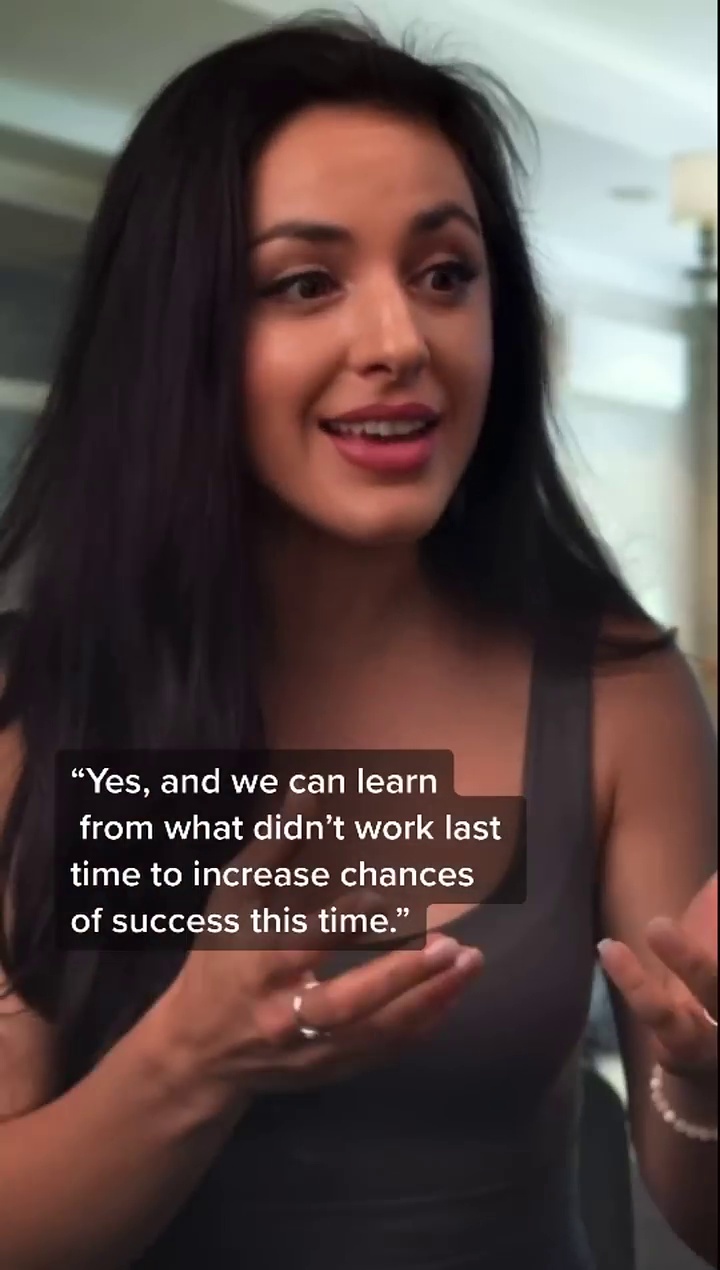 “Yes, and we can learn
from what didn’t work last
time to increase chances
of success this time.”